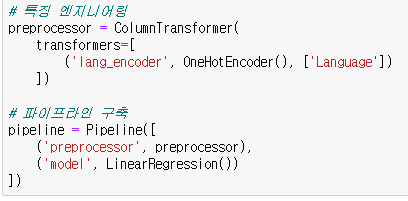 # 특징 엔지니어링
preprocessor = ColumnTransformer(
    transformers=[
        ('lang_encoder', OneHotEncoder(), ['Language'])
    ])

# 파이프라인 구축
pipeline = Pipeline([
    ('preprocessor', preprocessor),
    ('model', LinearRegression())
])